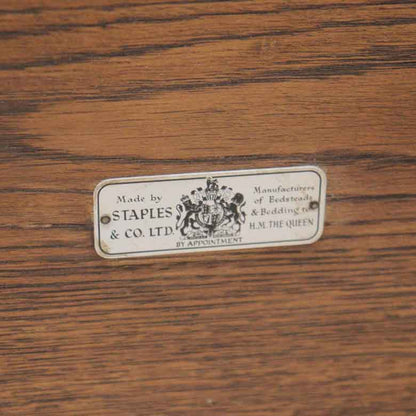 Made by
STAPLES
& CO. LTD.
BY APPOINTMENT
Manufacturers
of Bedsteads
& Bedding to
H.M. THE QUEEN